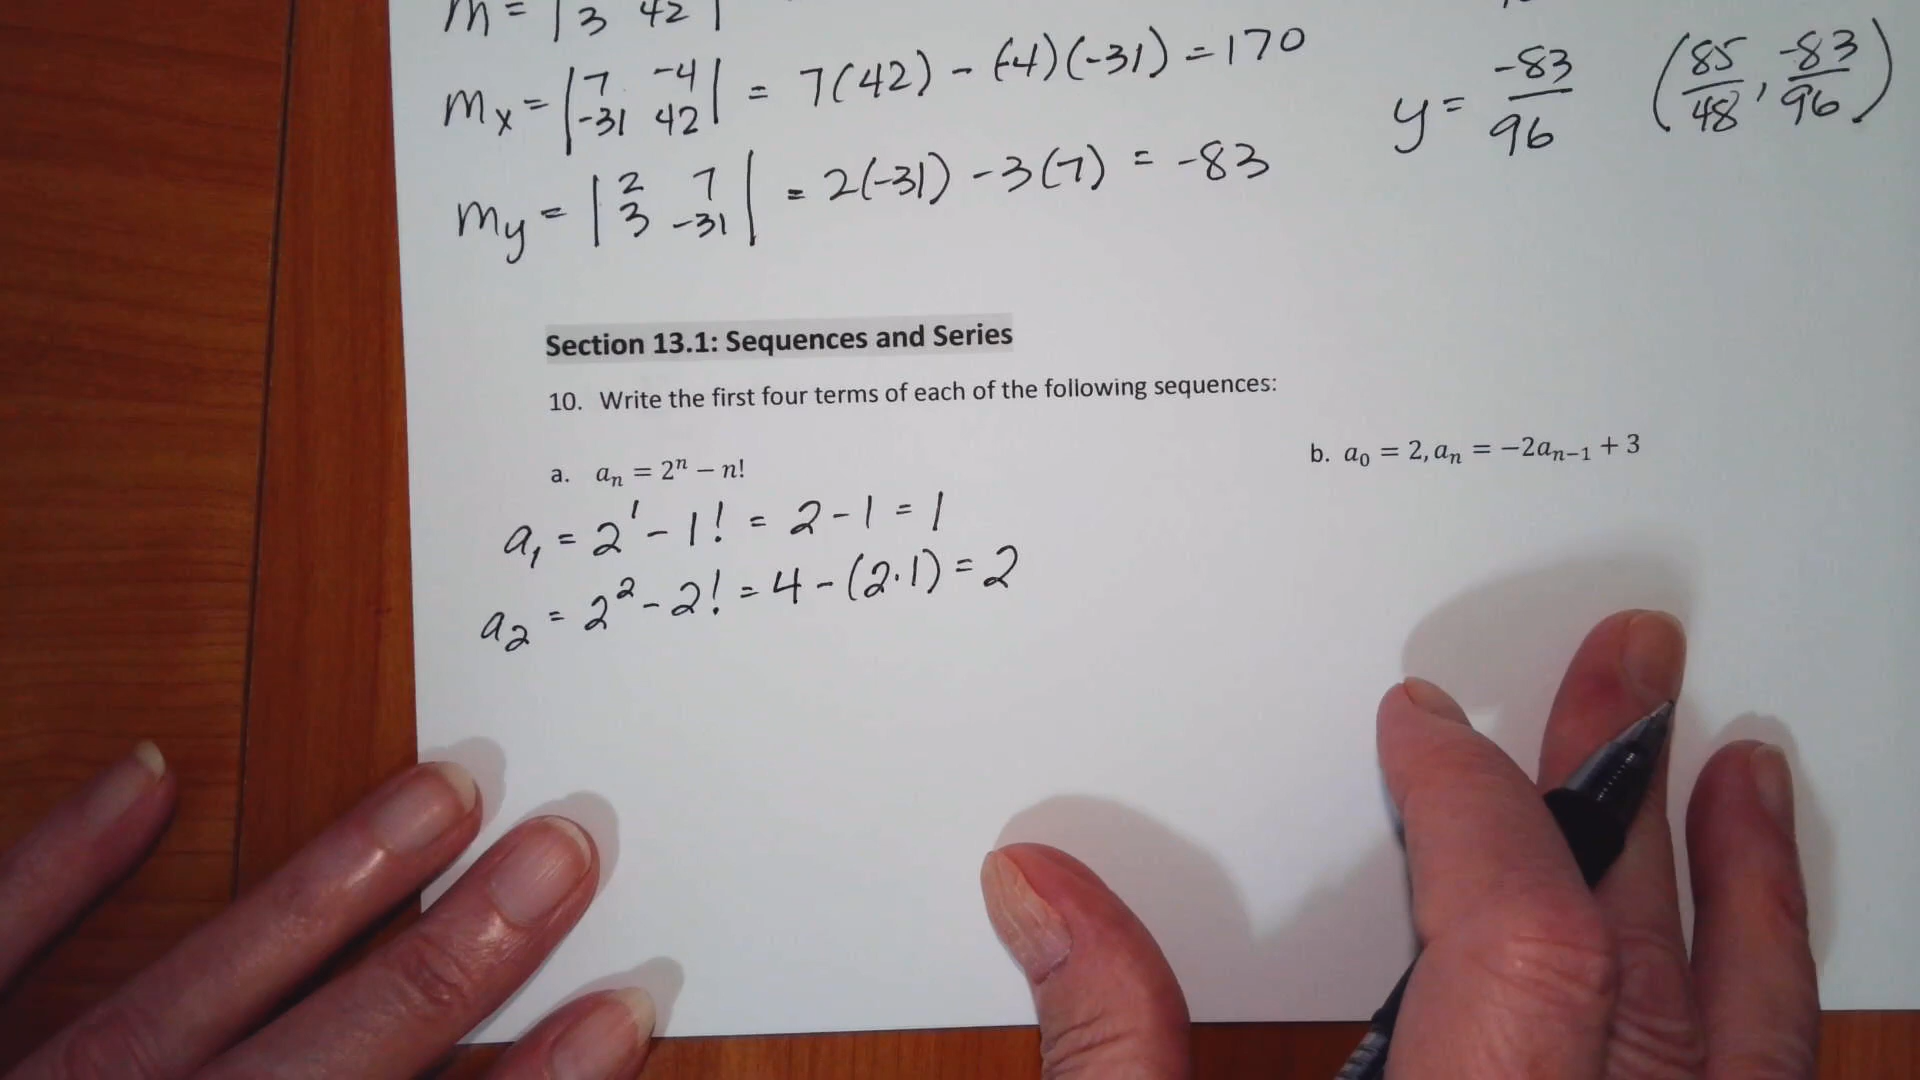 m = | 3 42 |
mx = | 7 -4 -31 42 | = 7(42) - (-4)(-31) = 170
y = -83/96 (85/48, -83/96)
my = | 2 7 3 -31 | = 2(-31) - 3(7) = -83
Section 13.1: Sequences and Series
10. Write the first four terms of each of the following sequences:
a. aₙ = 2ⁿ − n!
b. a₀ = 2, aₙ = −2aₙ₋₁ + 3
a₁ = 2¹ - 1! = 2 - 1 = 1
a₂ = 2² - 2! = 4 - (2·1) = 2